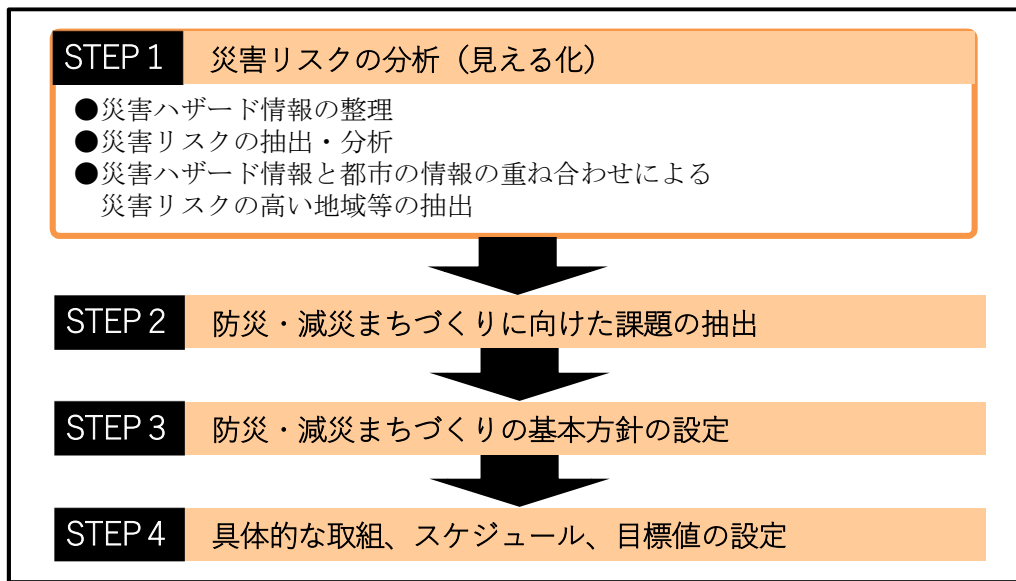 STEP 1 災害リスクの分析（見える化）
●災害ハザード情報の整理
●災害リスクの抽出・分析
●災害ハザード情報と都市の情報の重ね合わせによる
災害リスクの高い地域等の抽出
STEP 2 防災・減災まちづくりに向けた課題の抽出
STEP 3 防災・減災まちづくりの基本方針の設定
STEP 4 具体的な取組、スケジュール、目標値の設定